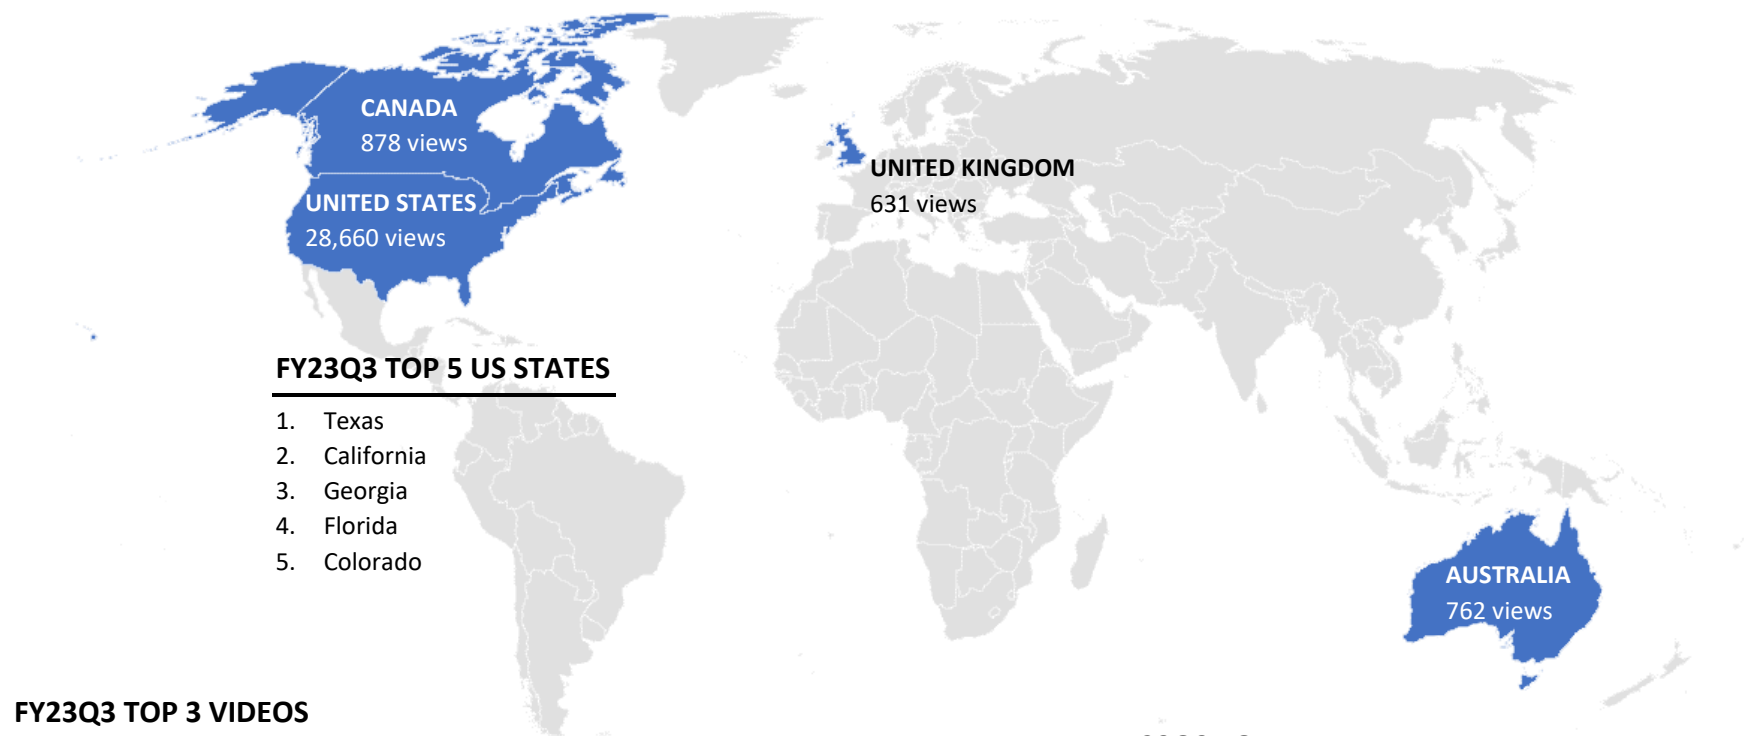 CANADA
878 views
UNITED STATES
28,660 views
UNITED KINGDOM
631 views
FY23Q3 TOP 5 US STATES
1. Texas
2. California
3. Georgia
4. Florida
5. Colorado
AUSTRALIA
762 views
FY23Q3 TOP 3 VIDEOS